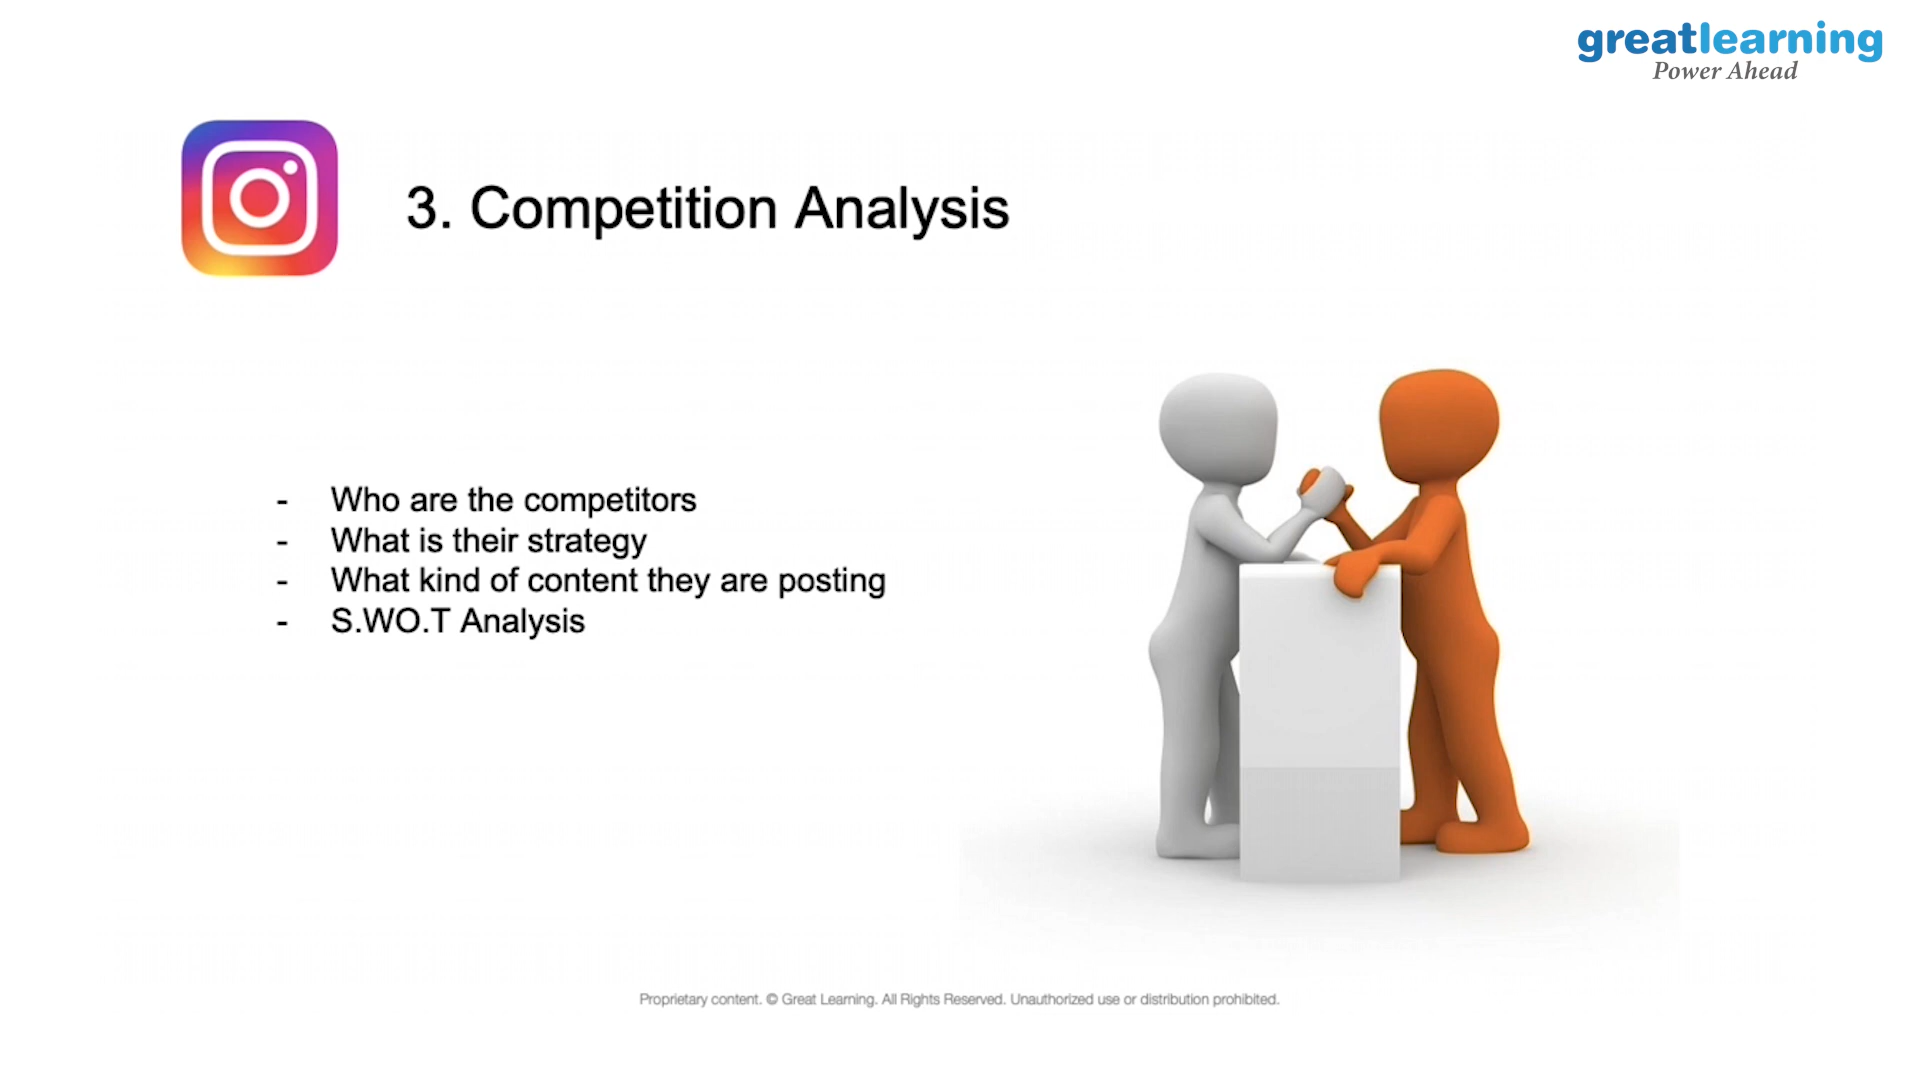 greatlearning
Power Ahead
3. Competition Analysis
- Who are the competitors
- What is their strategy
- What kind of content they are posting
- S.WO.T Analysis
Proprietary content. © Great Learning. All Rights Reserved. Unauthorized use or distribution prohibited.